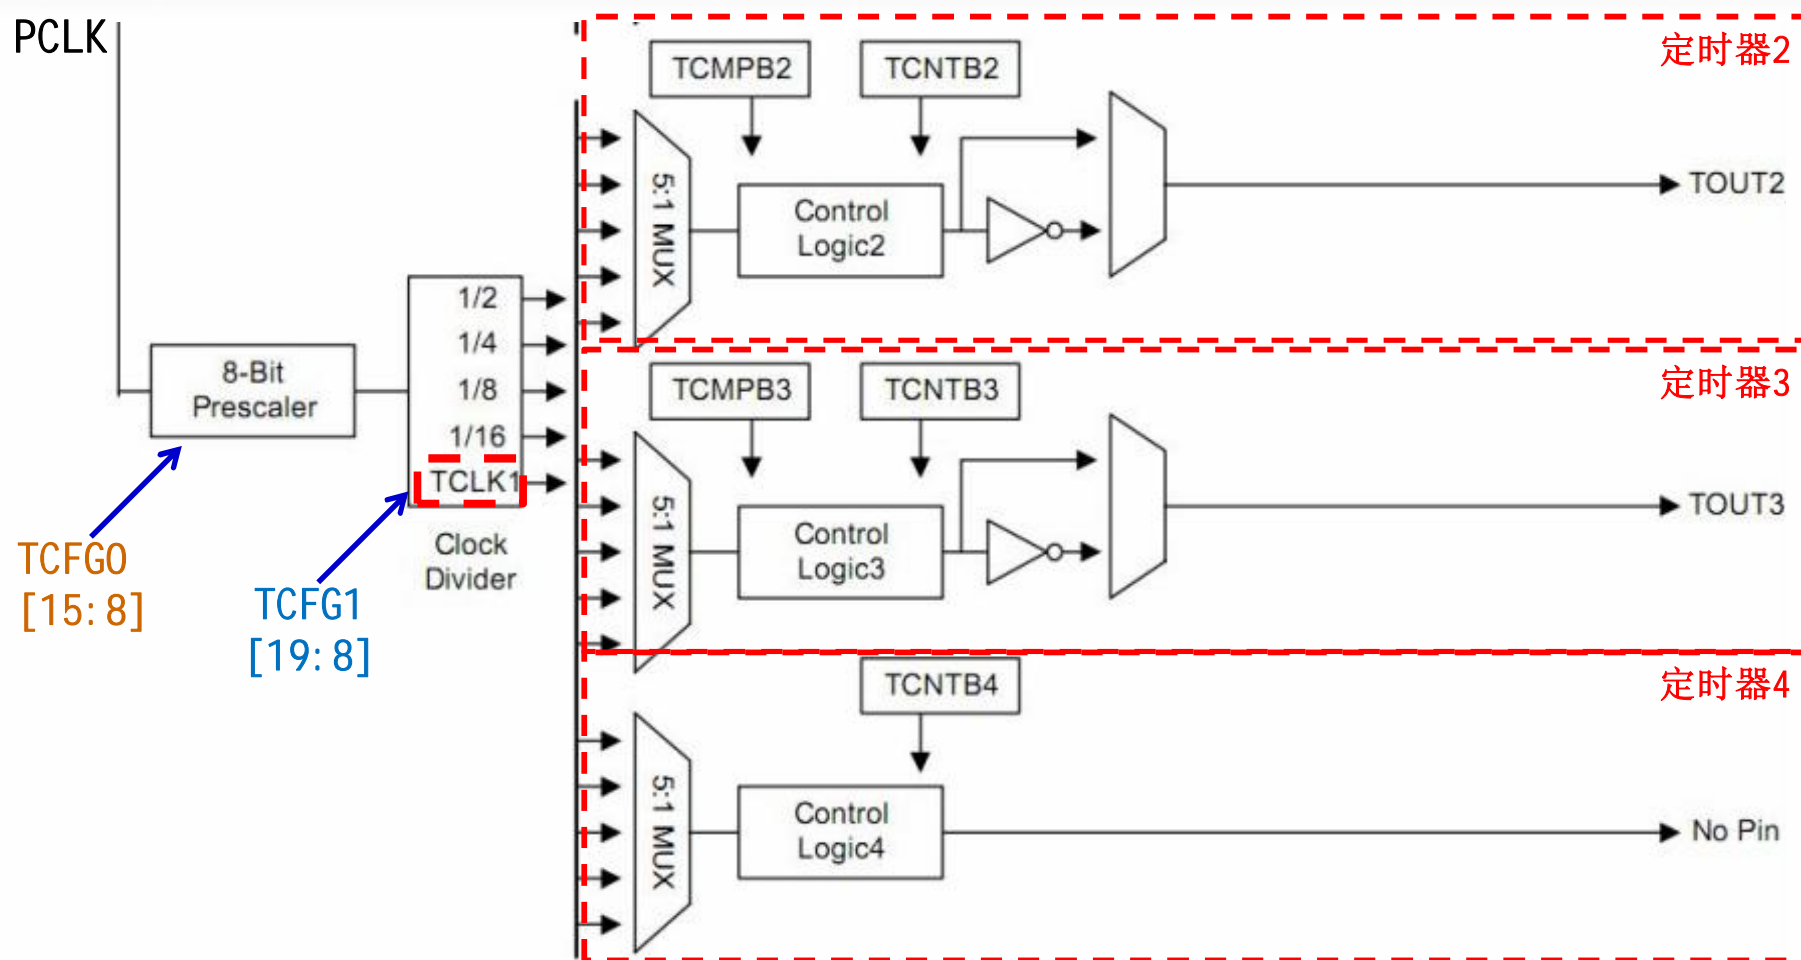 PCLK
定时器2
TCMPB2
TCNTB2
5:1 MUX
Control
Logic2
TOUT2
1/2
1/4
1/8
1/16
TCLK1
8-Bit
Prescaler
Clock
Divider
TCFG0
[15:8]
TCFG1
[19:8]
定时器3
TCMPB3
TCNTB3
5:1 MUX
Control
Logic3
TOUT3
定时器4
TCNTB4
5:1 MUX
Control
Logic4
No Pin